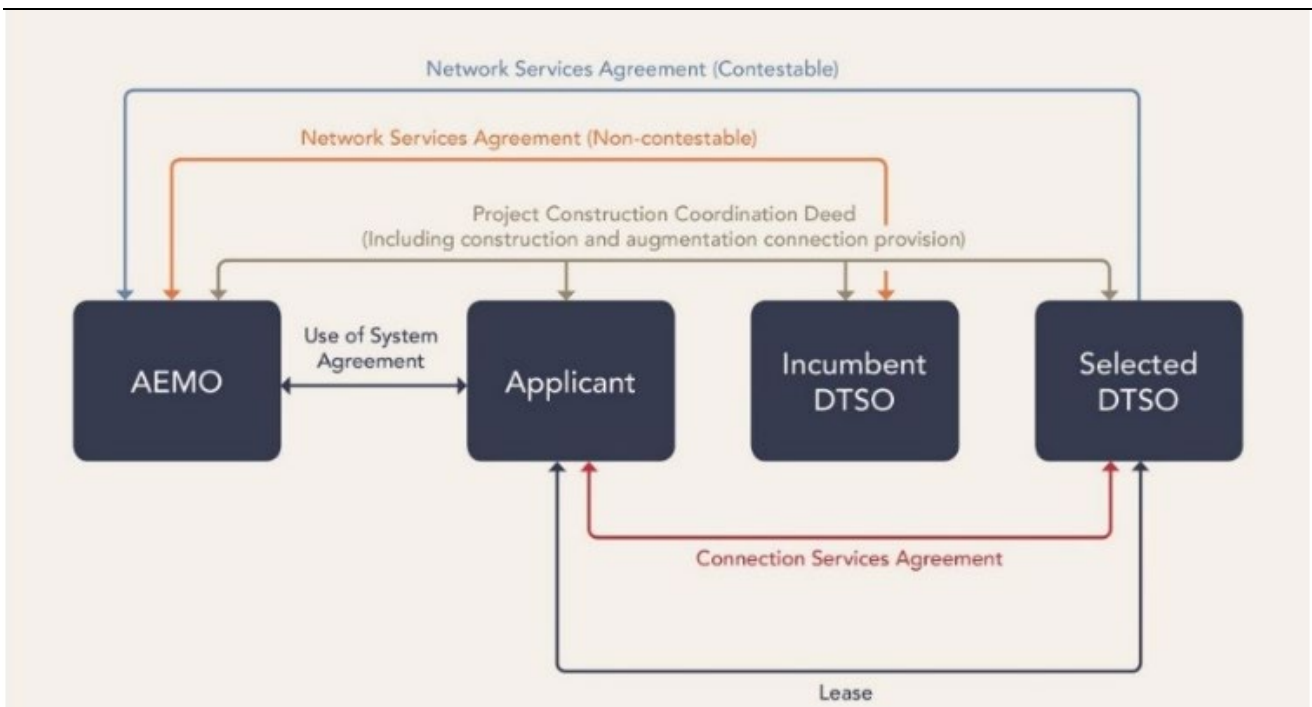 Network Services Agreement (Contestable)
Network Services Agreement (Non-contestable)
Project Construction Coordination Deed
(Including construction and augmentation connection provision)
Use of System
Agreement
AEMO
Applicant
Incumbent
DTSO
Selected
DTSO
Connection Services Agreement
Lease